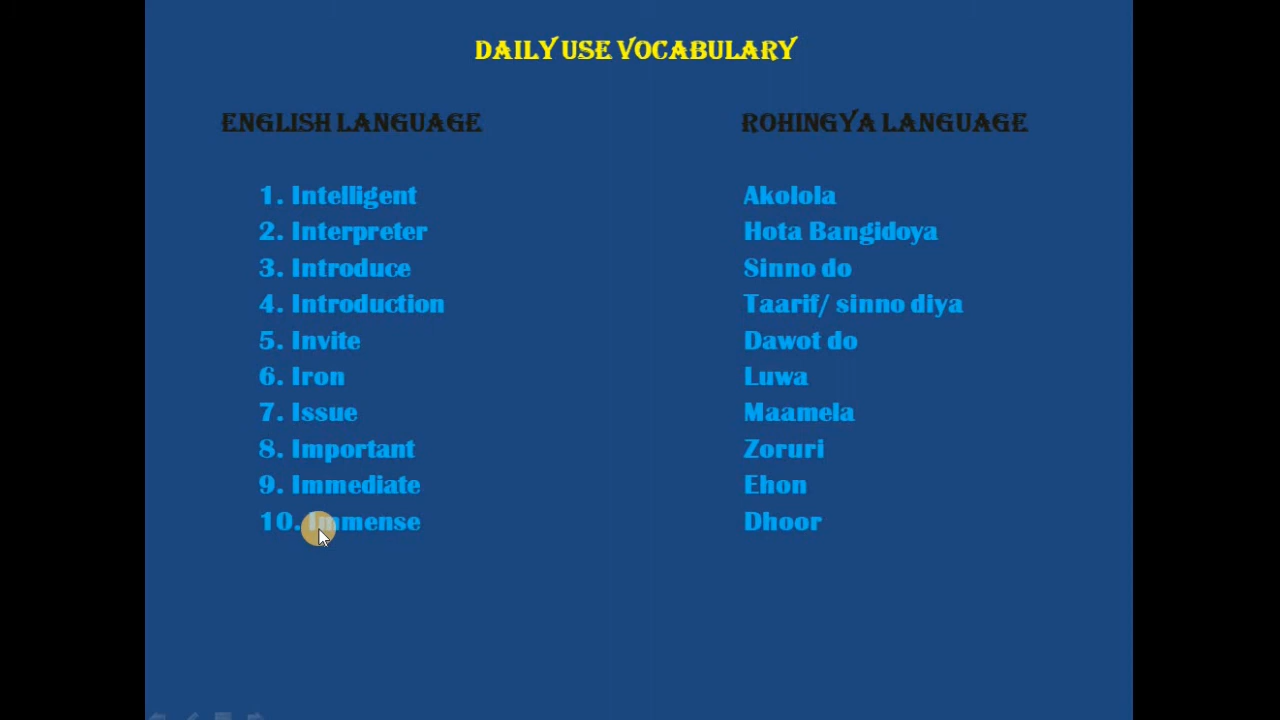 DAILY USE VOCABULARY
ENGLISH LANGUAGE ROHINGYA LANGUAGE
1. Intelligent Akolola
2. Interpreter Hota Bangidoya
3. Introduce Sinno do
4. Introduction Taarif/ sinno diya
5. Invite Dawot do
6. Iron Luwa
7. Issue Maamela
8. Important Zoruri
9. Immediate Ehon
10. Immense Dhoor